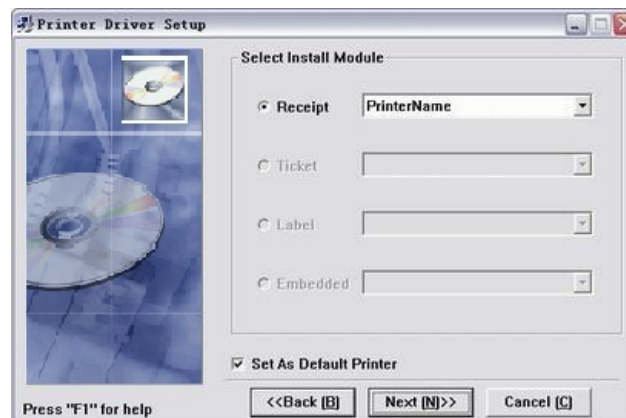 Printer Driver Setup
Select Install Module
Receipt PrinterName
Ticket
Label
Embedded
Set As Default Printer
Press "F1" for help
<<Back (B) Next (N)>> Cancel (C)